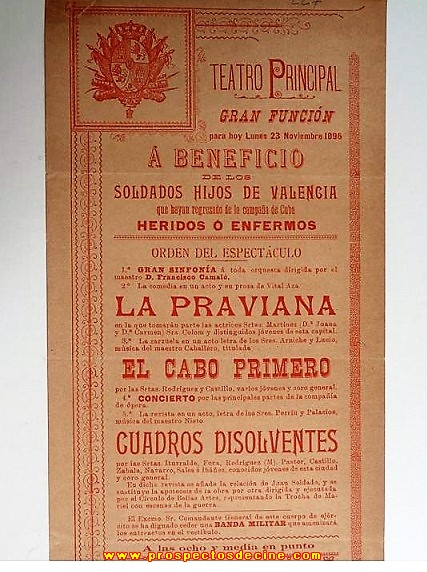 TEATRO PRINCIPAL
GRAN FUNCIÓN
para hoy Lunes 23 Noviembre 1896
Á BENEFICIO
DE LOS
SOLDADOS HIJOS DE VALENCIA
que hayan regresado de la campaña de Cuba
HERIDOS Ó ENFERMOS
ORDEN DEL ESPECTÁCULO
1.º GRAN SINFONÍA á toda orquesta dirigida por el
maestro D. Francisco Camaló.
2.º La comedia en un acto y en prosa de Vital Aza
LA PRAVIANA
en la que tomarán parte las actrices Srtas. Martínez (D.ª Juana
y D.ª Carmen) Sra. Colom y distinguidos jóvenes de esta capital.
3.º La zarzuela en un acto letra de los Sres. Arniche y Lucio,
música del maestro Caballero, titulada
EL CABO PRIMERO
por las Srtas. Rodríguez y Castillo, varios jóvenes y coro general.
4.º CONCIERTO por las principales partes de la compañía
de ópera.
5.º La revista en un acto, letra de los Sres. Perrín y Palacios,
música del maestro Nieto
CUADROS DISOLVENTES
por las Srtas. Iturralde, Fera, Rodríguez (M). Pastor, Castillo,
Zabala, Navarro, Sales é Ibáñez, conocidos jóvenes de esta ciudad
y coro general.
En dicha revista se añade la relación de Juan Soldado, y se
sustituye la apoteosis de la obra por otra dirigida y ejecutada
por el Círculo de Bellas Artes, representando la Trocha de Ma-
riel con escenas de la guerra.
El Excmo. Sr. Comandante General de este cuerpo de ejér-
cito se ha dignado ceder una BANDA MILITAR que amenizará
los entreactos en el vestíbulo.
A las ocho y media en punto
www.prospectosdecine.com